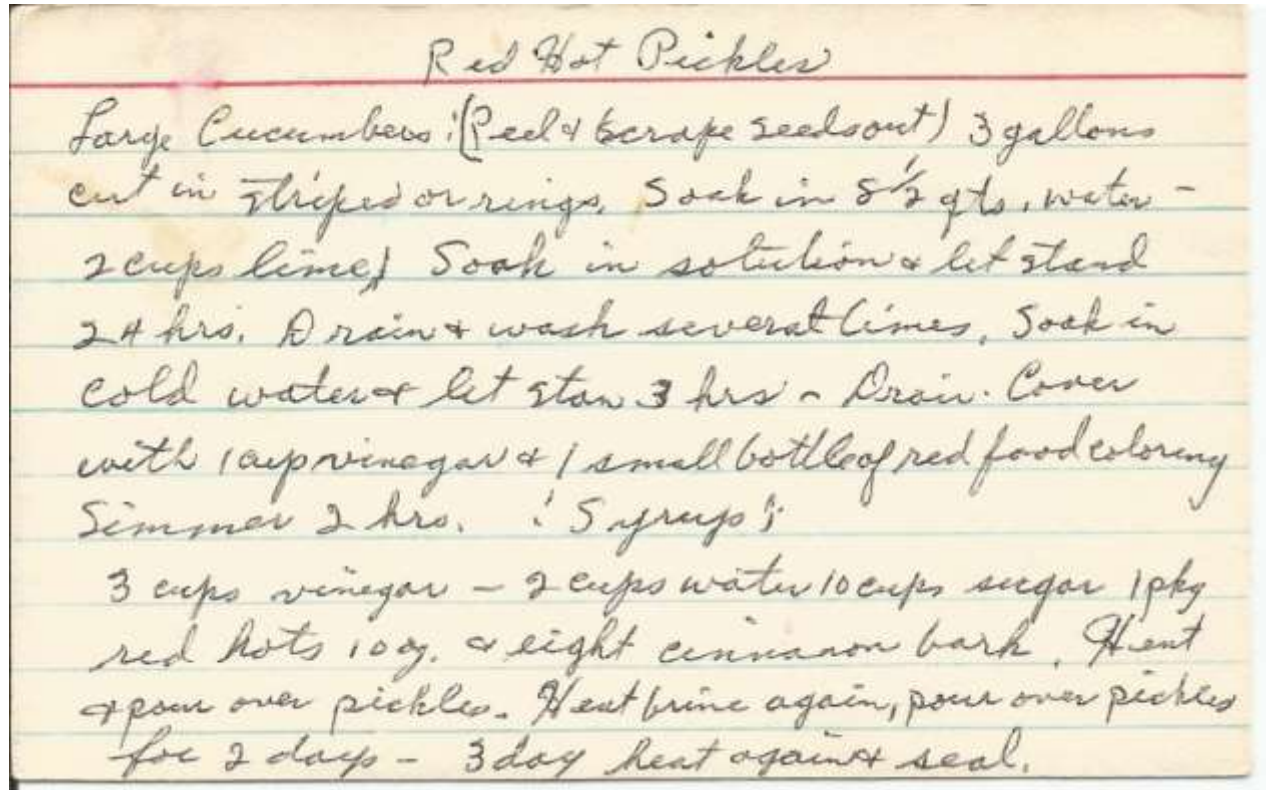 Red Hot Pickles
Large Cucumbers: (Peel & scrape seeds out) 3 gallons
cut in striped or rings. Soak in 8 1/2 qts. water -
2 cups lime) Soak in solution & let stand
24 hrs. Drain & wash several times. Soak in
cold water & let stan 3 hrs - Drain. Cover
with 1 cup vinegar & 1 small bottle of red food coloring
Simmer 2 hrs. : Syrup :
3 cups vinegar - 2 cups water 10 cups sugar 1 pkg
red hots 10 oz. & eight cinnanon bark. Heat
& pour over pickles. Heat brine again, pour over pickles
for 2 days - 3 day heat again & seal.